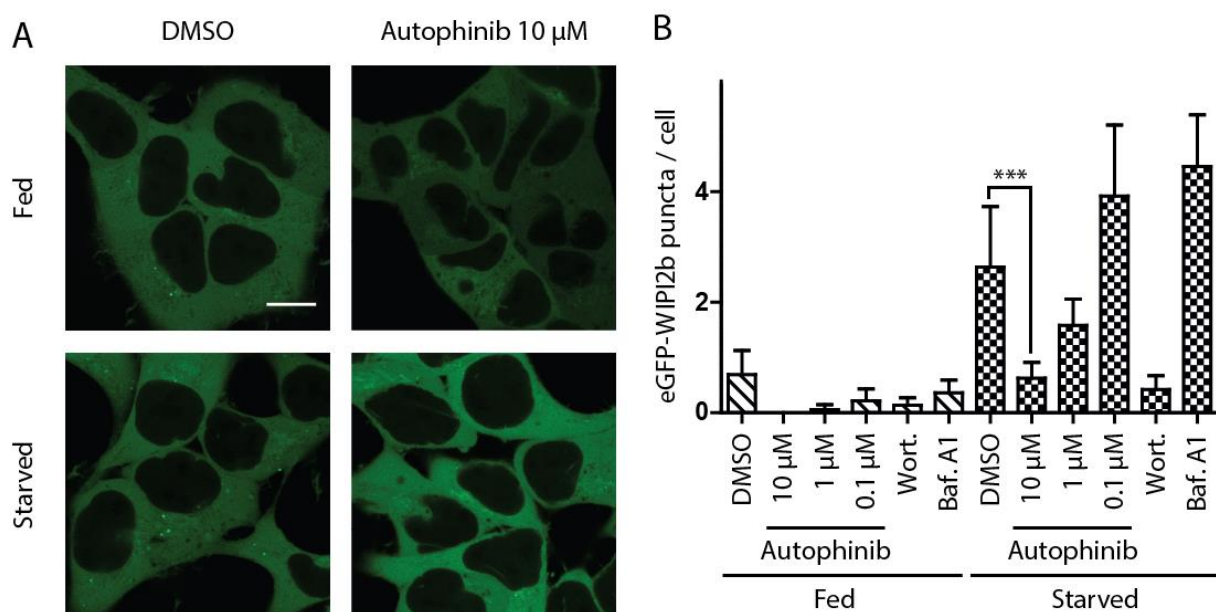 A
DMSO
Autophinib 10 µM
Fed
Starved
B
eGFP-WIPI2b puncta / cell
4
2
0
***
DMSO
10 µM
1 µM
0.1 µM
Wort.
Baf. A1
DMSO
10 µM
1 µM
0.1 µM
Wort.
Baf. A1
Autophinib
Autophinib
Fed
Starved